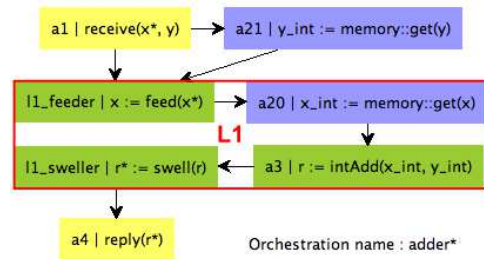 a1 | receive(x*, y)
a21 | y_int := memory::get(y)
l1_feeder | x := feed(x*)
a20 | x_int := memory::get(x)
L1
l1_sweller | r* := swell(r)
a3 | r := intAdd(x_int, y_int)
a4 | reply(r*)
Orchestration name : adder*